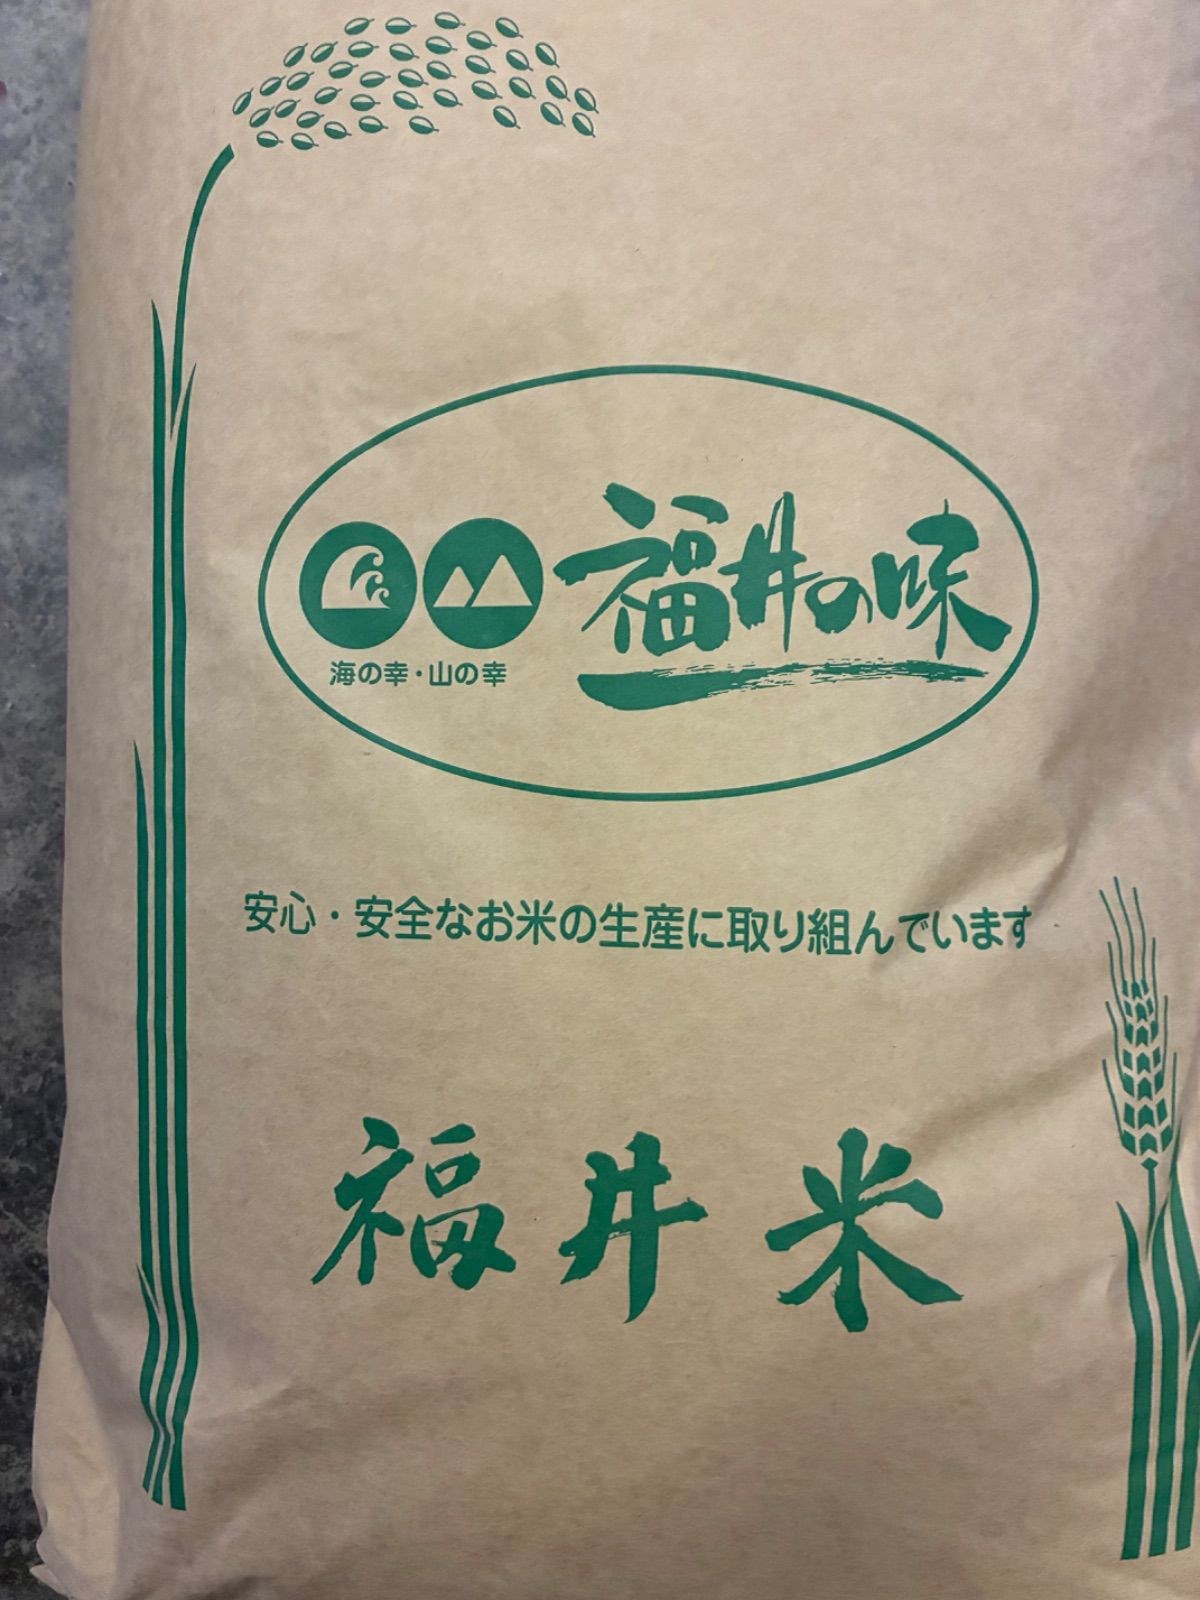 福井の味
海の幸・山の幸
安心・安全なお米の生産に取り組んでいます
福井米